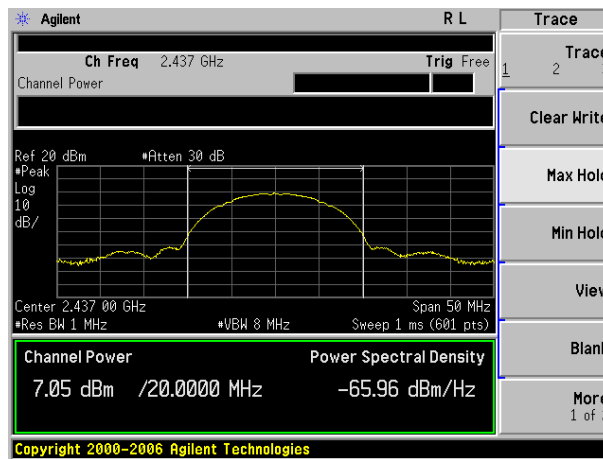 Agilent R L Trace
Ch Freq 2.437 GHz Trig Free
Channel Power
Trace
1 2
Clear Write
Max Hold
Min Hold
View
Blank
More
1 of
Ref 20 dBm #Atten 30 dB
#Peak
Log
10
dB/
Center 2.437 00 GHz Span 50 MHz
#Res BW 1 MHz #VBW 8 MHz Sweep 1 ms (601 pts)
Channel Power Power Spectral Density
7.05 dBm /20.0000 MHz -65.96 dBm/Hz
Copyright 2000-2006 Agilent Technologies